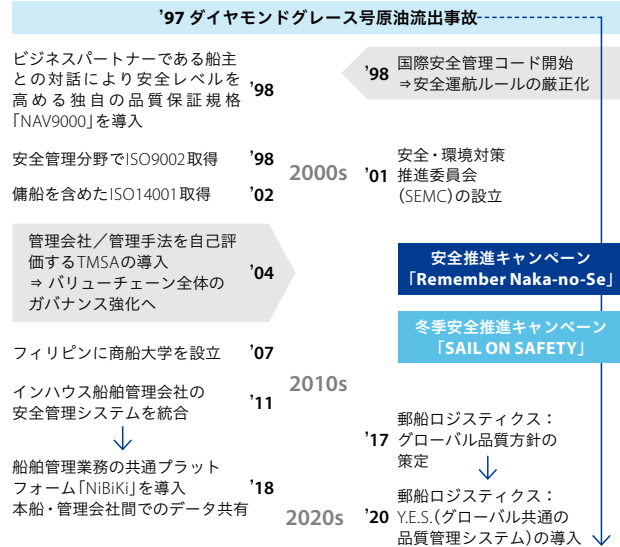 '97 ダイヤモンドグレース号原油流出事故
ビジネスパートナーである船主
との対話により安全レベルを
高める独自の品質保証規格
「NAV9000」を導入
'98
'98
国際安全管理コード開始
⇒安全運航ルールの厳正化
安全管理分野でISO9002取得
'98
傭船を含めたISO14001取得
'02
2000s
'01
安全・環境対策
推進委員会
(SEMC)の設立
管理会社／管理手法を自己評
価するTMSAの導入
⇒ バリューチェーン全体の
ガバナンス強化へ
'04
安全推進キャンペーン
「Remember Naka-no-Se」
冬季安全推進キャンペーン
「SAIL ON SAFETY」
フィリピンに商船大学を設立
'07
2010s
インハウス船舶管理会社の
安全管理システムを統合
'11
'17
郵船ロジスティクス：
グローバル品質方針の
策定
船舶管理業務の共通プラット
フォーム「NiBiKi」を導入
本船・管理会社間でのデータ共有
'18
2020s
'20
郵船ロジスティクス：
Y.E.S.(グローバル共通の
品質管理システム)の導入